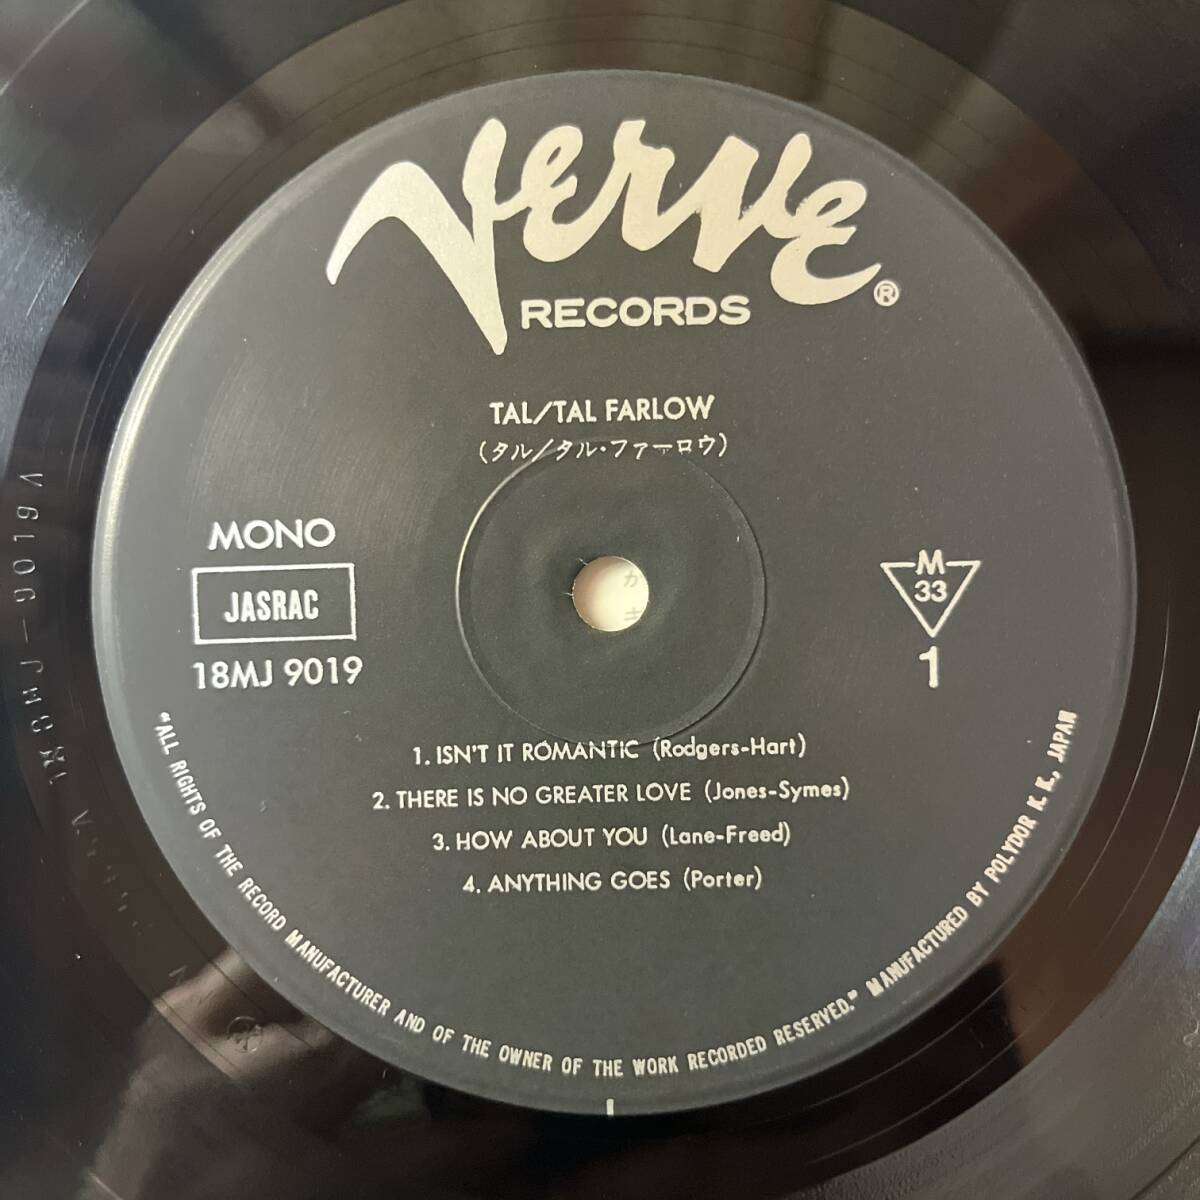 VERVE
RECORDS®
TAL/TAL FARLOW
(タル/タル・ファーロウ)
MONO
JASRAC
18MJ 9019
M
33
1
1. ISN'T IT ROMANTIC (Rodgers-Hart)
2. THERE IS NO GREATER LOVE (Jones-Symes)
3. HOW ABOUT YOU (Lane-Freed)
4. ANYTHING GOES (Porter)
"ALL RIGHTS OF THE RECORD MANUFACTURER AND OF THE OWNER OF THE WORK RECORDED RESERVED." MANUFACTURED BY POLYDOR K. K., JAPAN